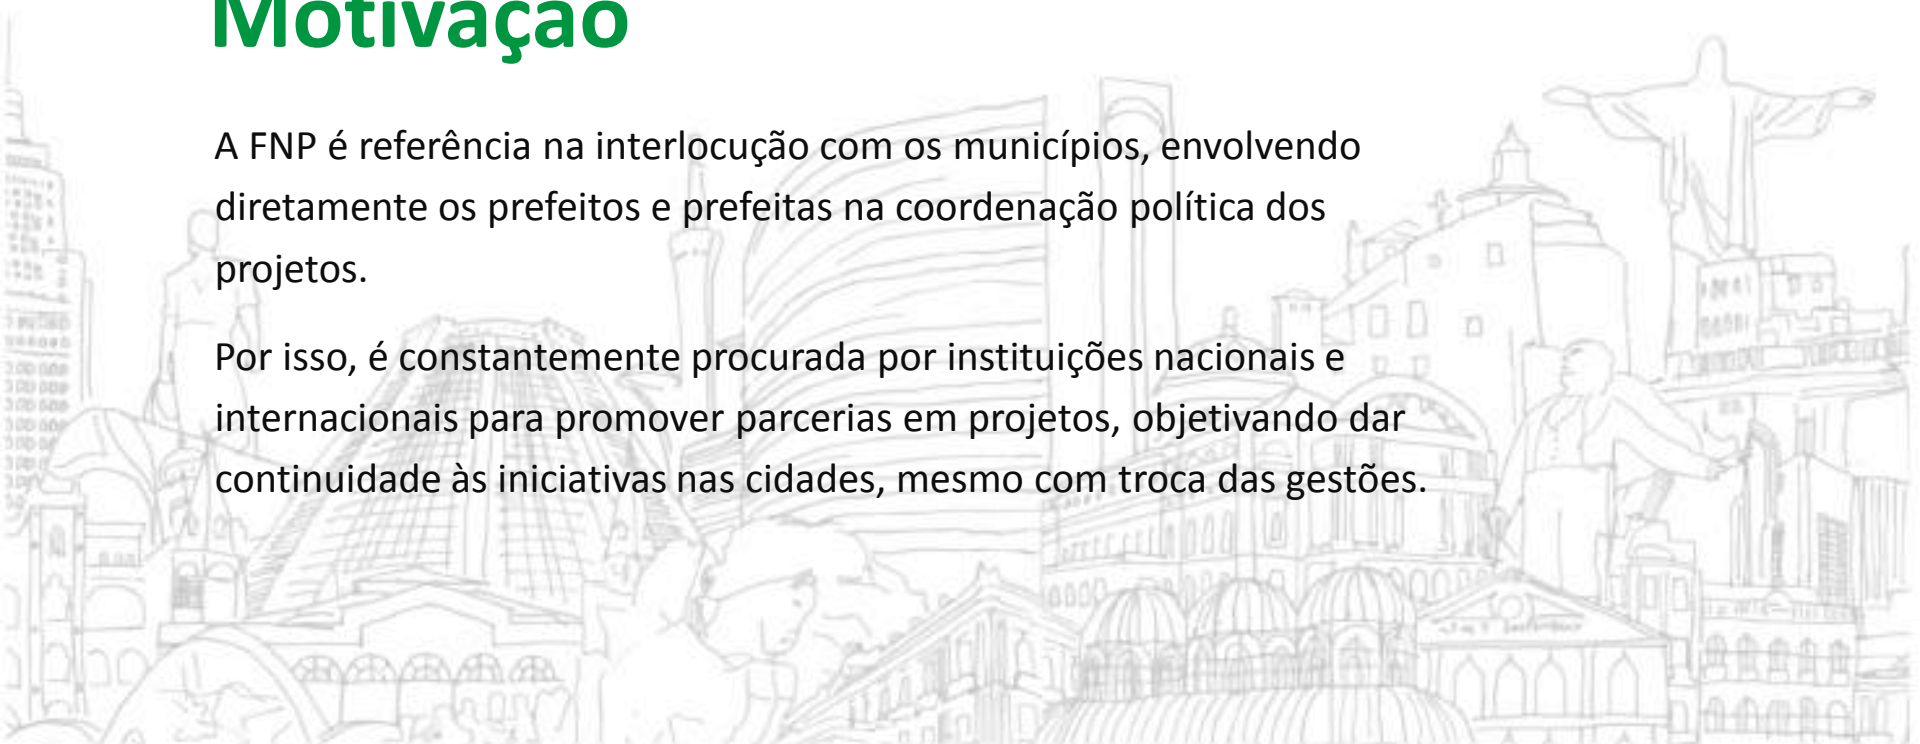 Motivação
A FNP é referência na interlocução com os municípios, envolvendo
diretamente os prefeitos e prefeitas na coordenação política dos
projetos.
Por isso, é constantemente procurada por instituições nacionais e
internacionais para promover parcerias em projetos, objetivando dar
continuidade às iniciativas nas cidades, mesmo com troca das gestões.